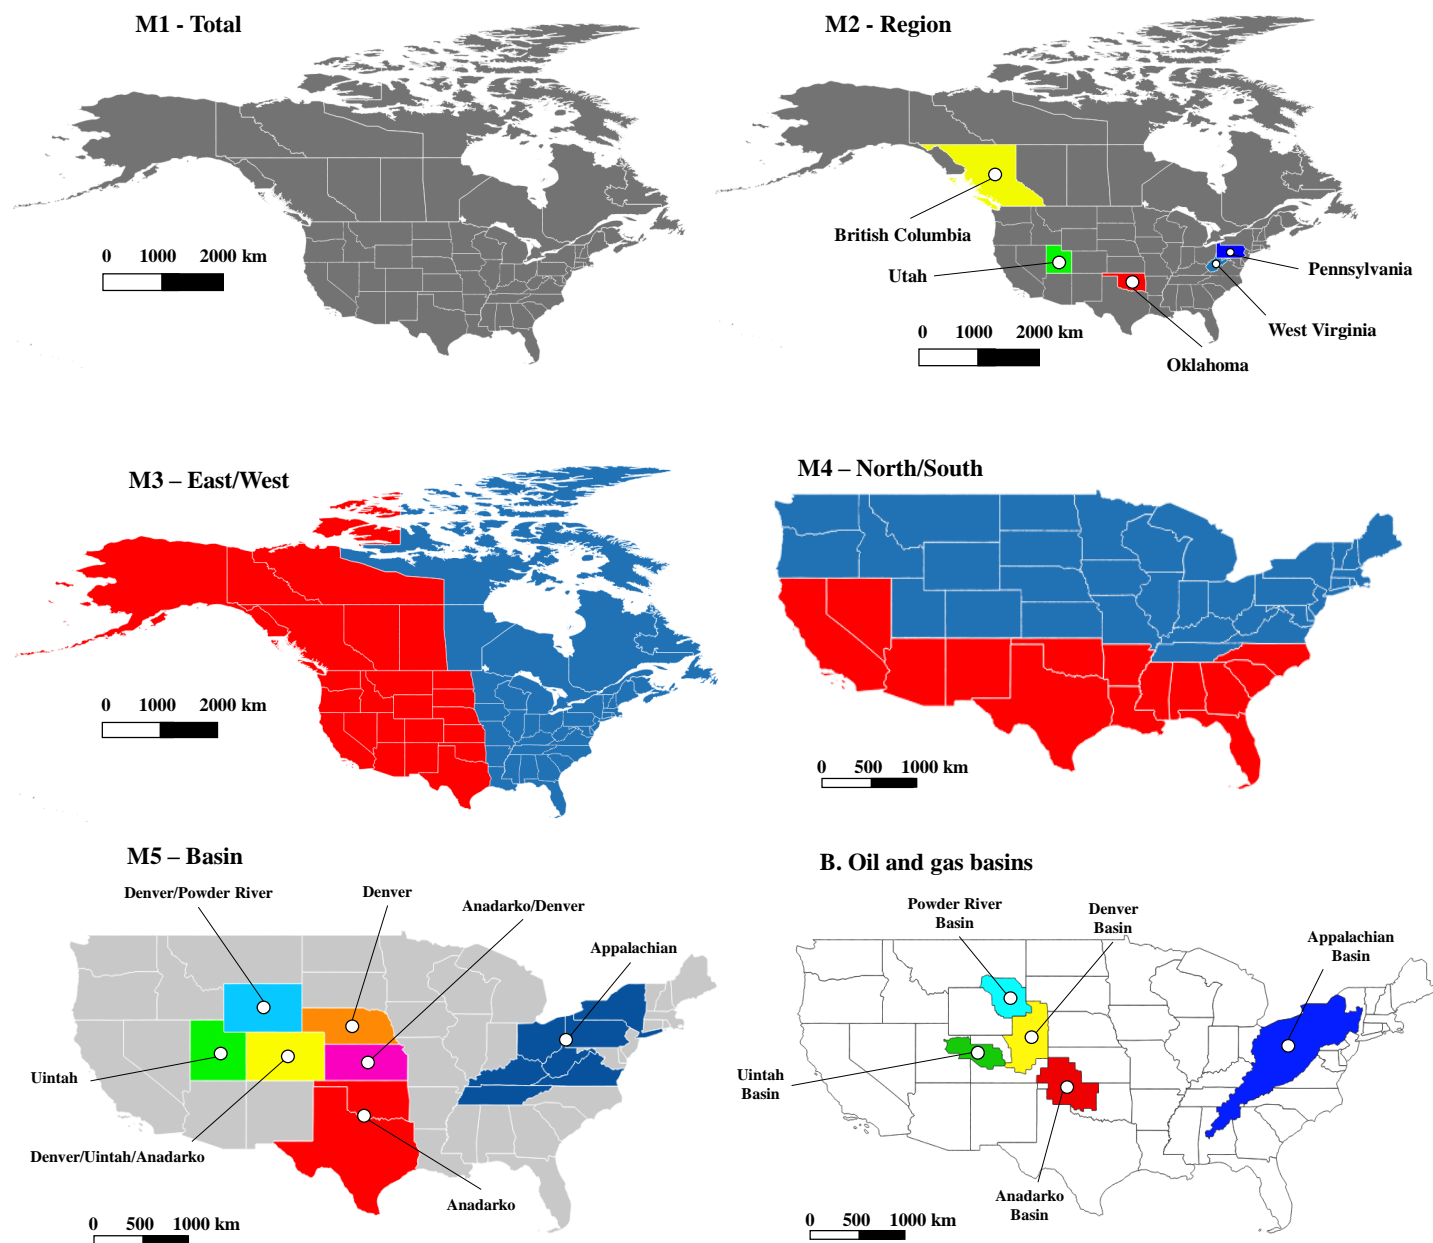 M1 - Total
0 1000 2000 km
M2 - Region
British Columbia
Utah
Pennsylvania
West Virginia
Oklahoma
0 1000 2000 km
M3 – East/West
0 1000 2000 km
M4 – North/South
0 500 1000 km
M5 – Basin
Denver/Powder River
Denver
Anadarko/Denver
Appalachian
Uintah
Denver/Uintah/Anadarko
Anadarko
0 500 1000 km
B. Oil and gas basins
Powder River
Basin
Denver
Basin
Appalachian
Basin
Uintah
Basin
Anadarko
Basin
0 500 1000 km